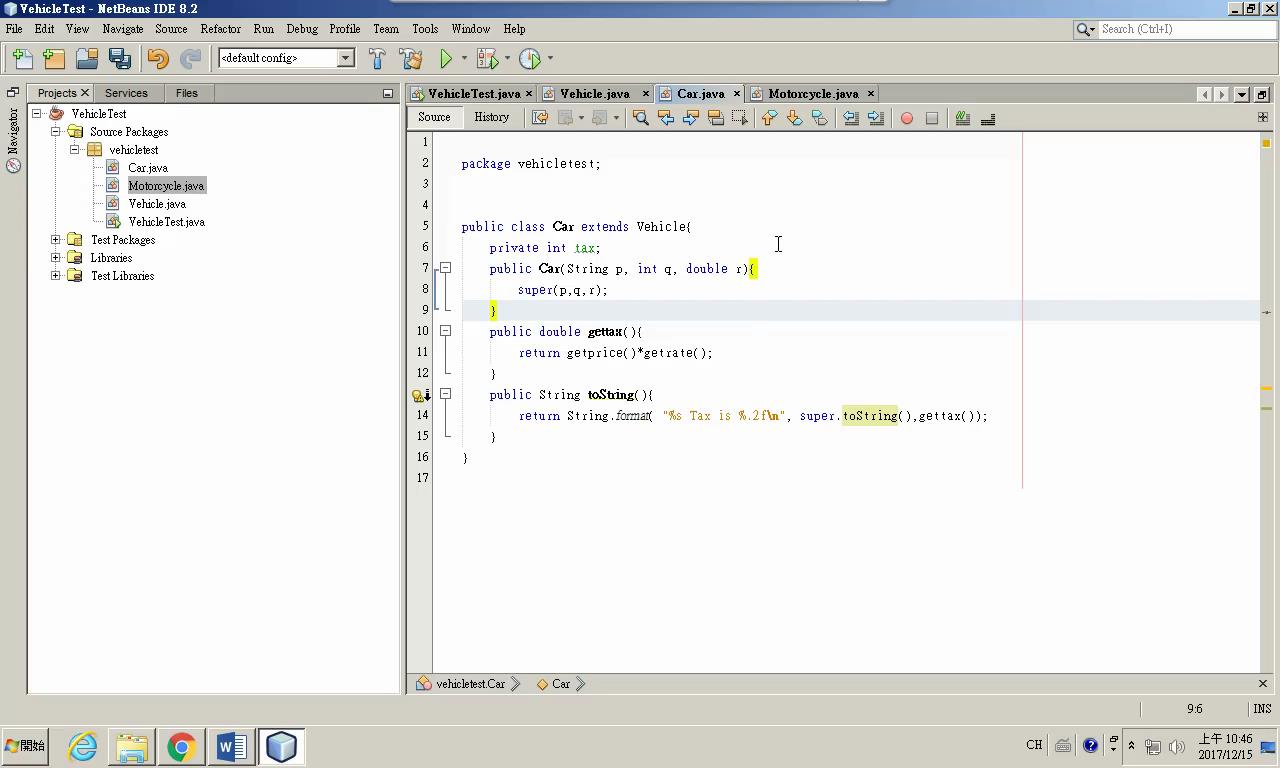 VehicleTest - NetBeans IDE 8.2
File Edit View Navigate Source Refactor Run Debug Profile Team Tools Window Help
Search (Ctrl+I)
<default config>
Projects Services Files
Navigator
VehicleTest
Source Packages
vehicletest
Car.java
Motorcycle.java
Vehicle.java
VehicleTest.java
Test Packages
Libraries
Test Libraries
VehicleTest.java Vehicle.java Car.java Motorcycle.java
Source History
1
2 package vehicletest;
3
4
5 public class Car extends Vehicle{
6 private int tax;
7 public Car(String p, int q, double r){
8 super(p,q,r);
9 }
10 public double gettax(){
11 return getprice()*getrate();
12 }
public String toString(){
14 return String.format( "%s Tax is %.2f\n", super.toString(),gettax());
15 }
16 }
17
vehicletest.Car Car
9:6 INS
開始
CH
上午 10:46
2017/12/15